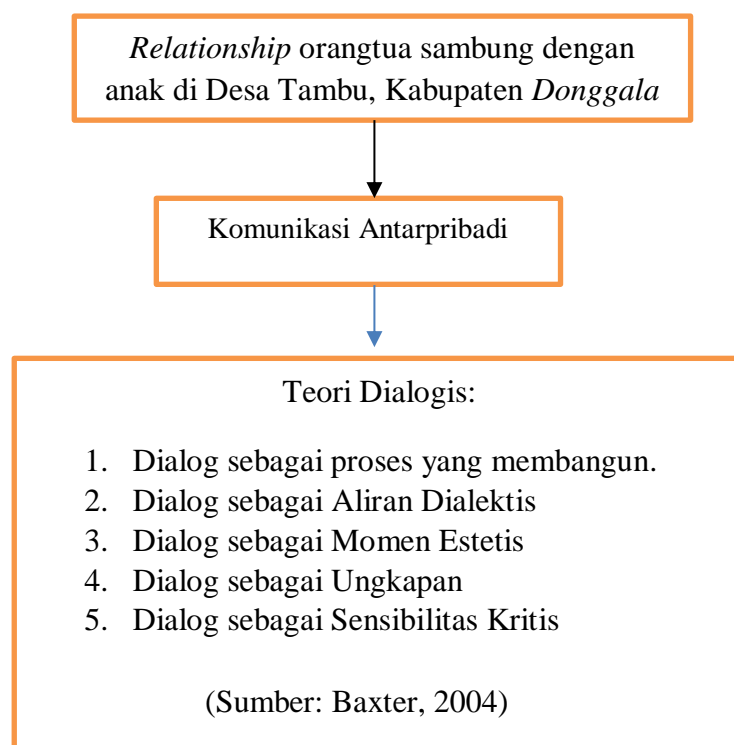 Relationship orangtua sambung dengan
anak di Desa Tambu, Kabupaten Donggala
Komunikasi Antarpribadi
Teori Dialogis:
1. Dialog sebagai proses yang membangun.
2. Dialog sebagai Aliran Dialektis
3. Dialog sebagai Momen Estetis
4. Dialog sebagai Ungkapan
5. Dialog sebagai Sensibilitas Kritis
(Sumber: Baxter, 2004)